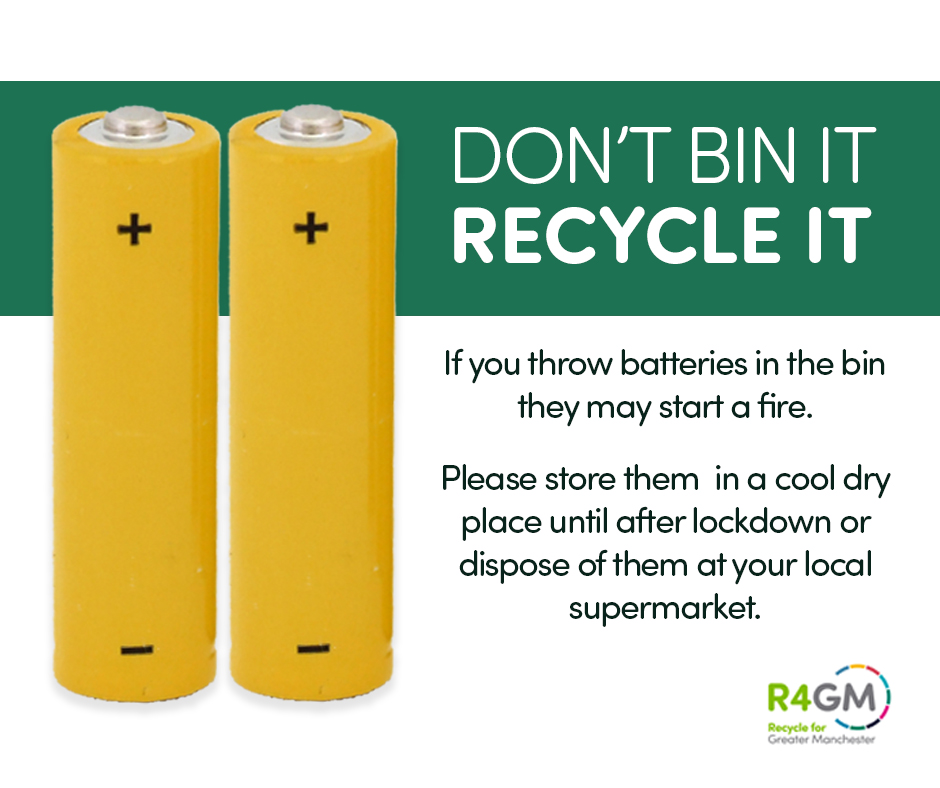 DON'T BIN IT
RECYCLE IT
If you throw batteries in the bin
they may start a fire.
Please store them  in a cool dry
place until after lockdown or
dispose of them at your local
supermarket.
+ +
– –
R4GM
Recycle for
Greater Manchester